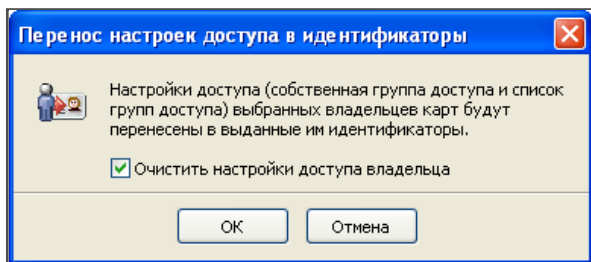 Перенос настроек доступа в идентификаторы
Настройки доступа (собственная группа доступа и список
групп доступа) выбранных владельцев карт будут
перенесены в выданные им идентификаторы.
Очистить настройки доступа владельца
ОК
Отмена